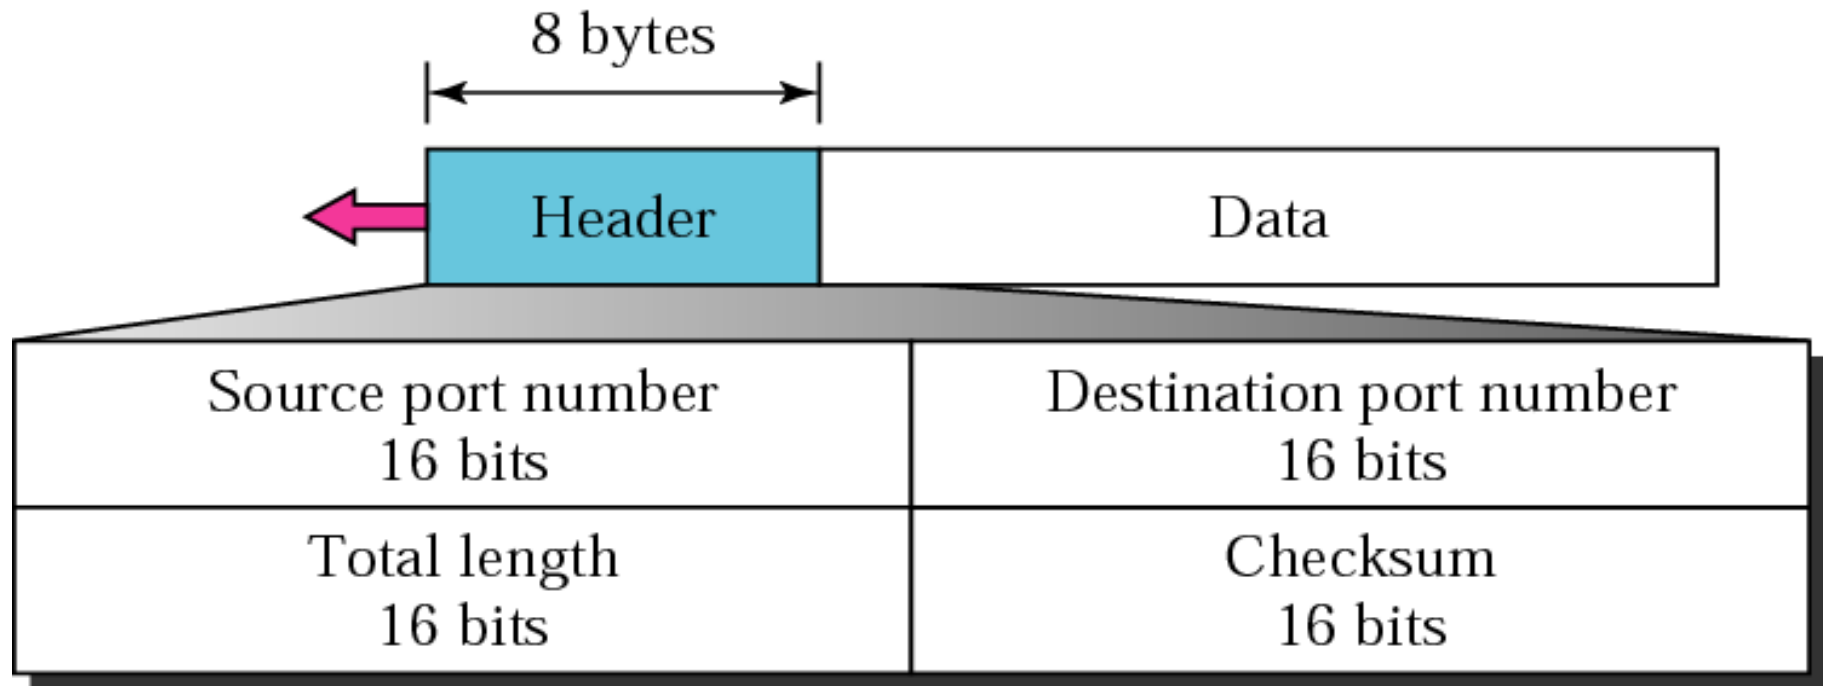 8 bytes
Header
Data
Source port number
16 bits
Destination port number
16 bits
Total length
16 bits
Checksum
16 bits